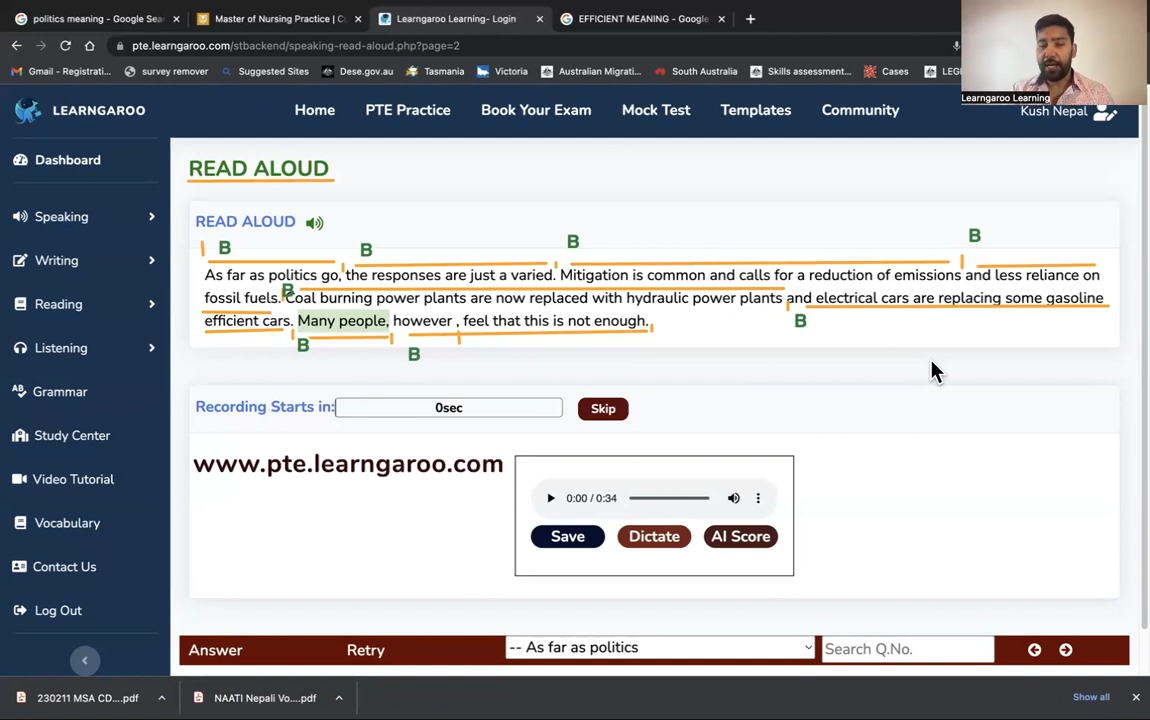 politics meaning - Google Sea
Master of Nursing Practice | Cu
Learngaroo Learning- Login
EFFICIENT MEANING - Google
pte.learngaroo.com/stbackend/speaking-read-aloud.php?page=2
Gmail - Registrati...
survey remover
Suggested Sites
Dese.gov.au
Tasmania
Victoria
Australian Migrati...
South Australia
Skills assessment...
Cases
LEGI
Learngaroo Learning
LEARNGAROO
Home
PTE Practice
Book Your Exam
Mock Test
Templates
Community
Kush Nepal
Dashboard
Speaking
Writing
Reading
Listening
Grammar
Study Center
Video Tutorial
Vocabulary
Contact Us
Log Out
READ ALOUD
READ ALOUD
B B B B
As far as politics go, the responses are just a varied. Mitigation is common and calls for a reduction of emissions and less reliance on
B
fossil fuels. Coal burning power plants are now replaced with hydraulic power plants and electrical cars are replacing some gasoline
efficient cars. Many people, however , feel that this is not enough.
B B B
Recording Starts in:
0sec
Skip
www.pte.learngaroo.com
0:00 / 0:34
Save
Dictate
AI Score
Answer
Retry
-- As far as politics
Search Q.No.
230211 MSA CD....pdf
NAATI Nepali Vo....pdf
Show all